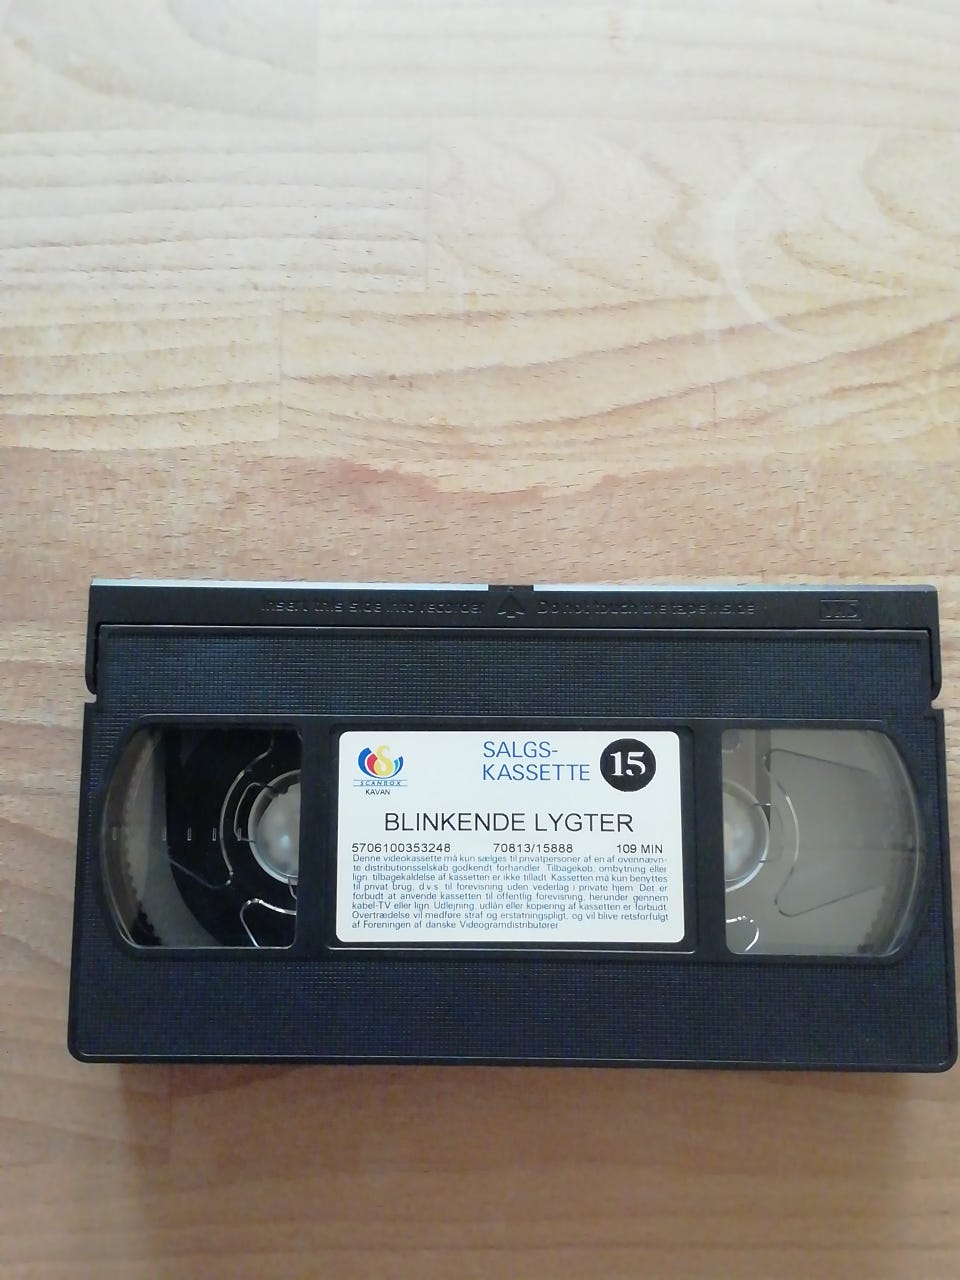 Insert this side into recorder Do not touch the tape inside VHS
SALGS-
KASSETTE 15
S
SCANBOX
KAVAN
BLINKENDE LYGTER
5706100353248 70813/15888 109 MIN
Denne videokassette må kun sælges til privatpersoner af en af ovennævn-
te distributionsselskab godkendt forhandler. Tilbagekøb, ombytning eller
lign. tilbagekaldelse af kassetten er ikke tilladt. Kassetten må kun benyttes
til privat brug, d v s til forevisning uden vederlag i private hjem. Det er
forbudt at anvende kassetten til offentlig forevisning, herunder gennem
kabel-TV eller lign. Udlejning, udlån eller kopiering af kassetten er forbudt.
Overtrædelse vil medføre straf og erstatningspligt, og vil blive retsforfulgt
af Foreningen af danske Videogramdistributører